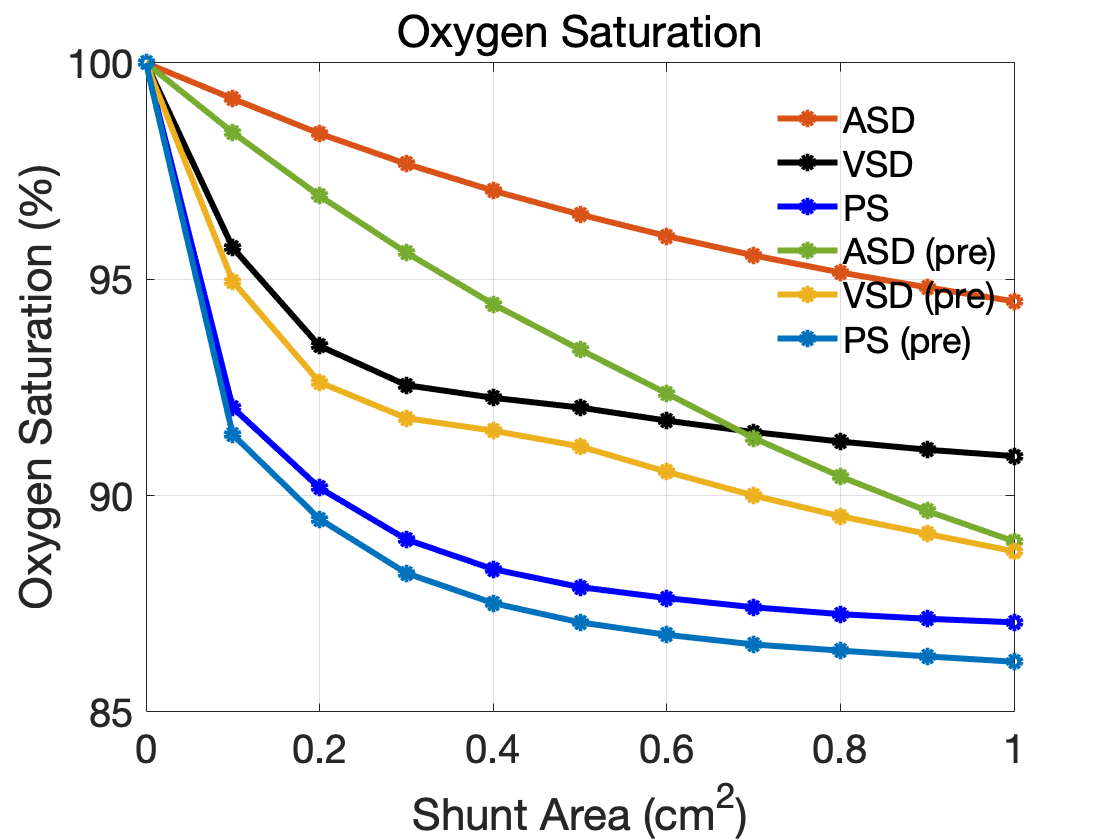 Oxygen Saturation
Oxygen Saturation (%)
100
95
90
85
0
0.2
0.4
0.6
0.8
1
Shunt Area (cm²)
ASD
VSD
PS
ASD (pre)
VSD (pre)
PS (pre)